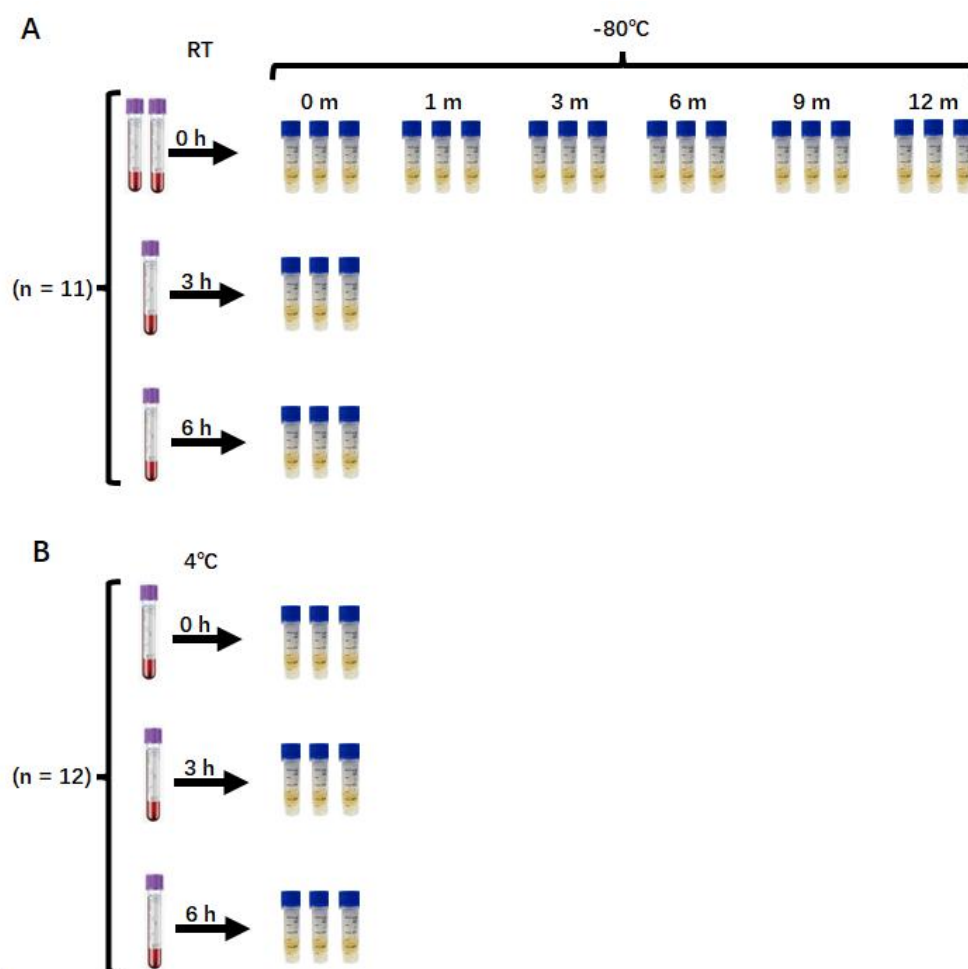 A
RT
-80℃
0 m 1 m 3 m 6 m 9 m 12 m
0 h
(n = 11)
3 h
6 h
B
4℃
0 h
(n = 12)
3 h
6 h